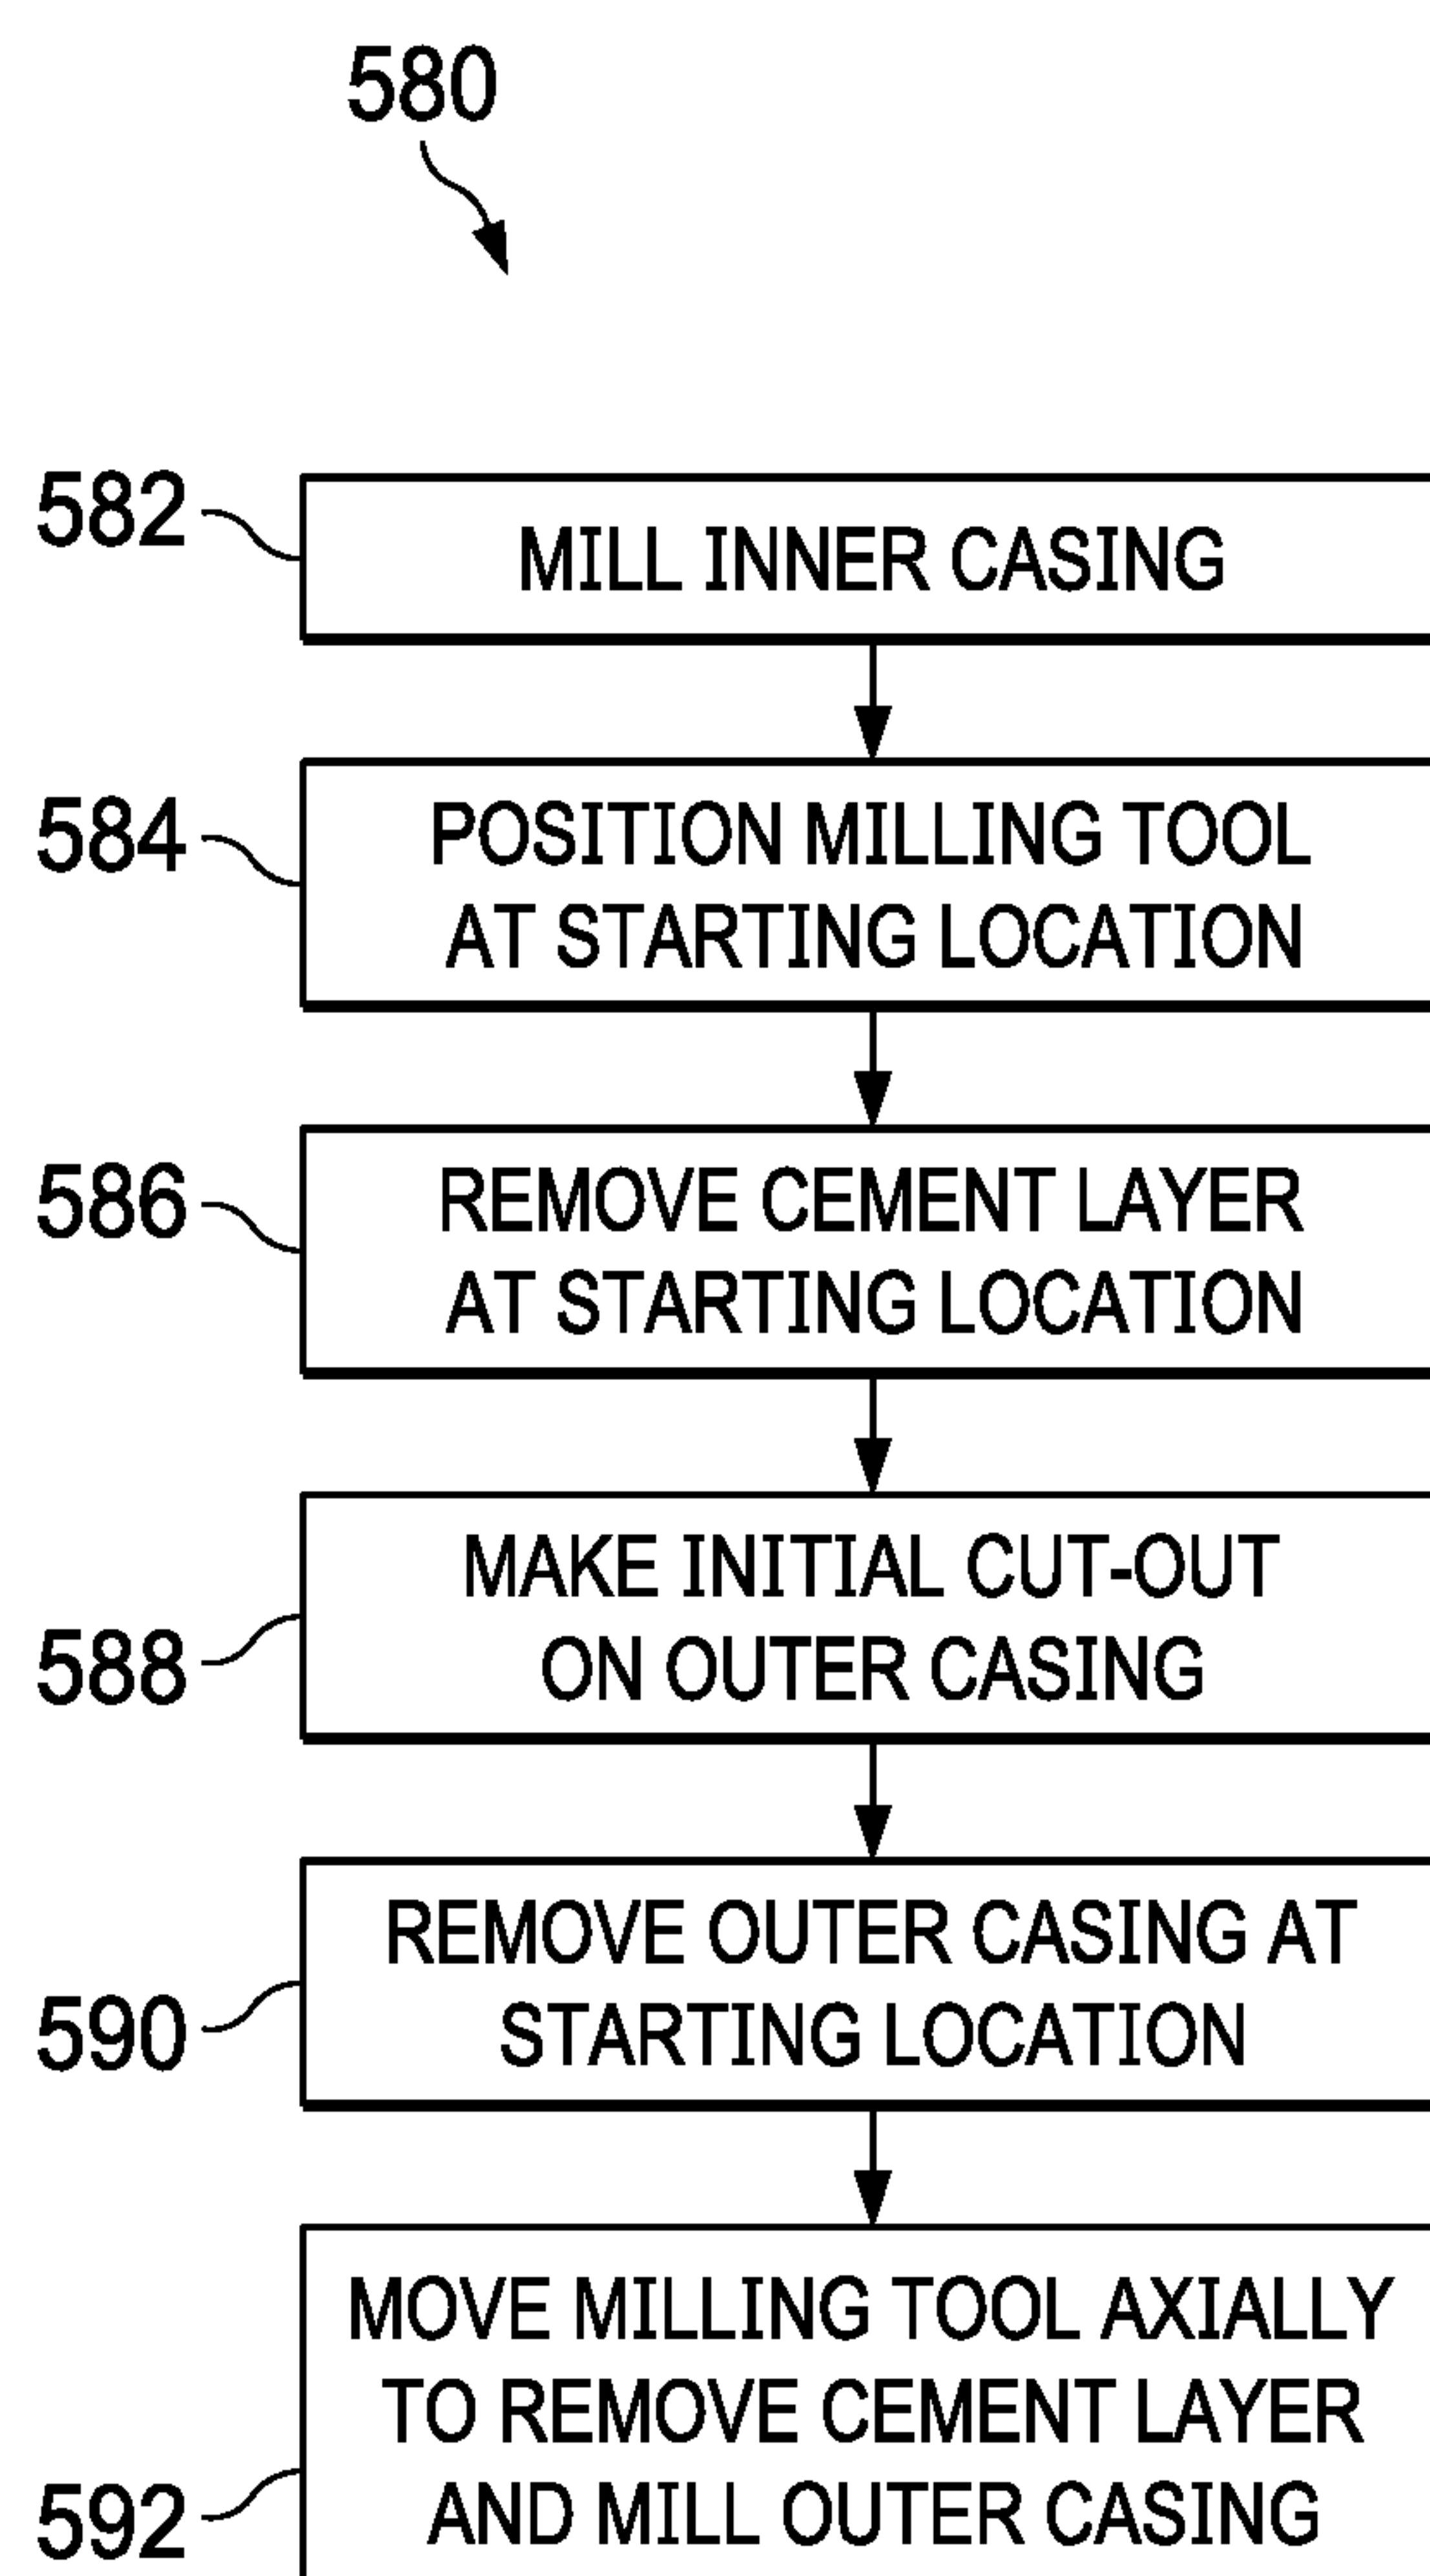 580
582
MILL INNER CASING
584
POSITION MILLING TOOL
AT STARTING LOCATION
586
REMOVE CEMENT LAYER
AT STARTING LOCATION
588
MAKE INITIAL CUT-OUT
ON OUTER CASING
590
REMOVE OUTER CASING AT
STARTING LOCATION
592
MOVE MILLING TOOL AXIALLY
TO REMOVE CEMENT LAYER
AND MILL OUTER CASING